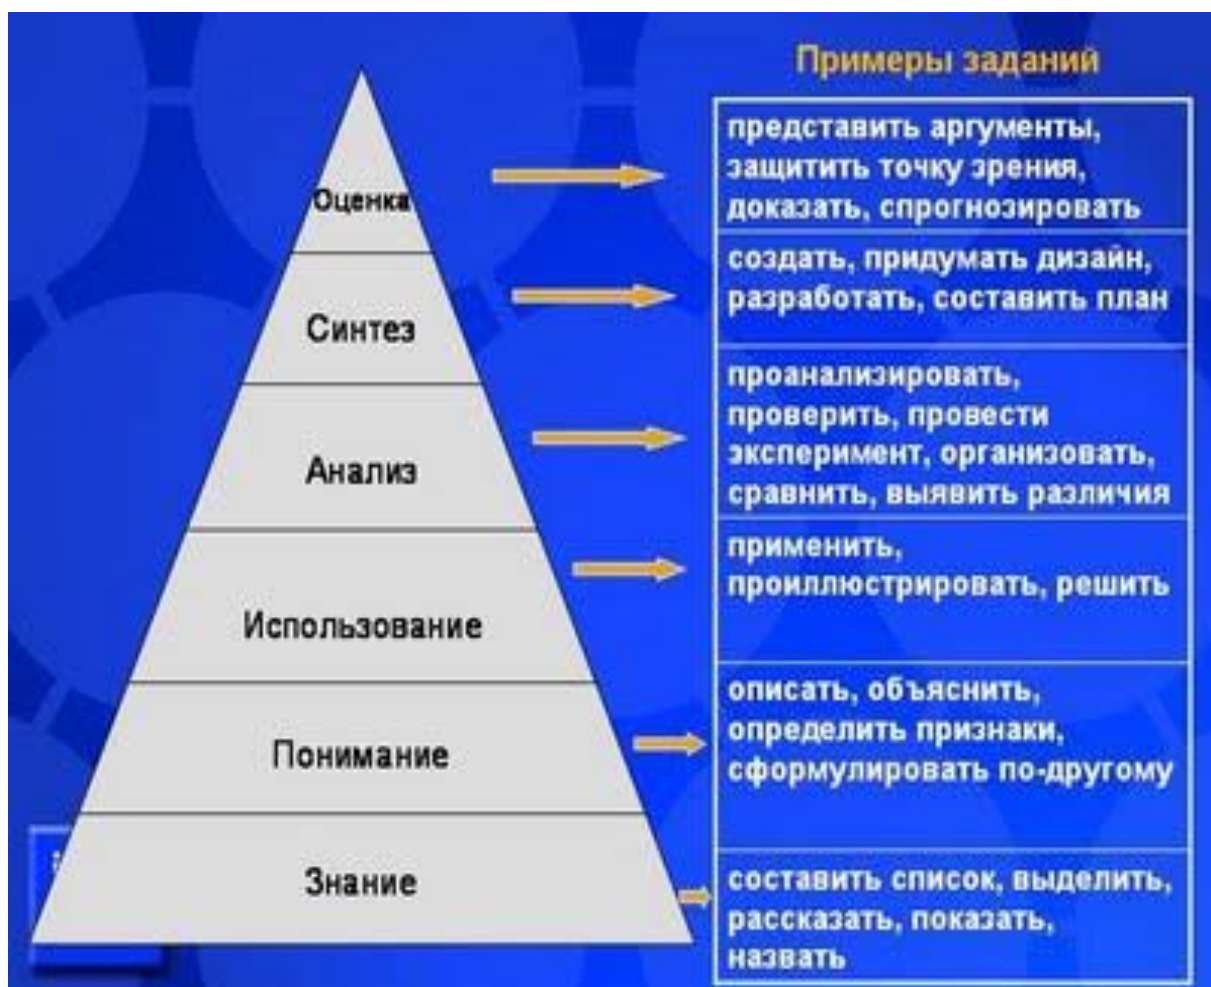 Примеры заданий
Оценка
представить аргументы,
защитить точку зрения,
доказать, спрогнозировать
Синтез
создать, придумать дизайн,
разработать, составить план
Анализ
проанализировать,
проверить, провести
эксперимент, организовать,
сравнить, выявить различия
Использование
применить,
проиллюстрировать, решить
Понимание
описать, объяснить,
определить признаки,
сформулировать по-другому
Знание
составить список, выделить,
рассказать, показать,
назвать